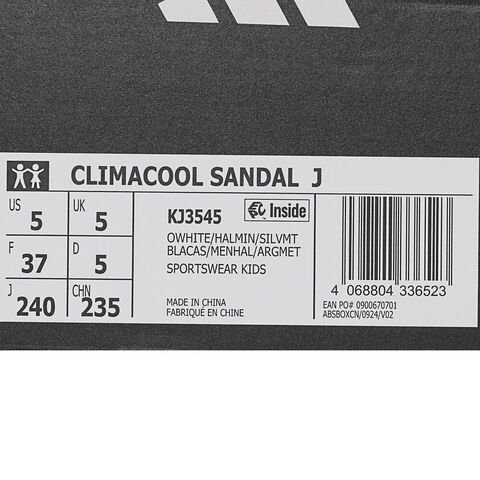 CLIMACOOL SANDAL J
US 5 UK 5
F 37 D 5
J 240 CHN 235
KJ3545 Inside
OWHITE/HALMIN/SILVMT
BLACAS/MENHAL/ARGMET
SPORTSWEAR KIDS
MADE IN CHINA
FABRIQUÉ EN CHINE
4 068804 336523
EAN PO# 0900670701
ABSBOXCN/0924/V02